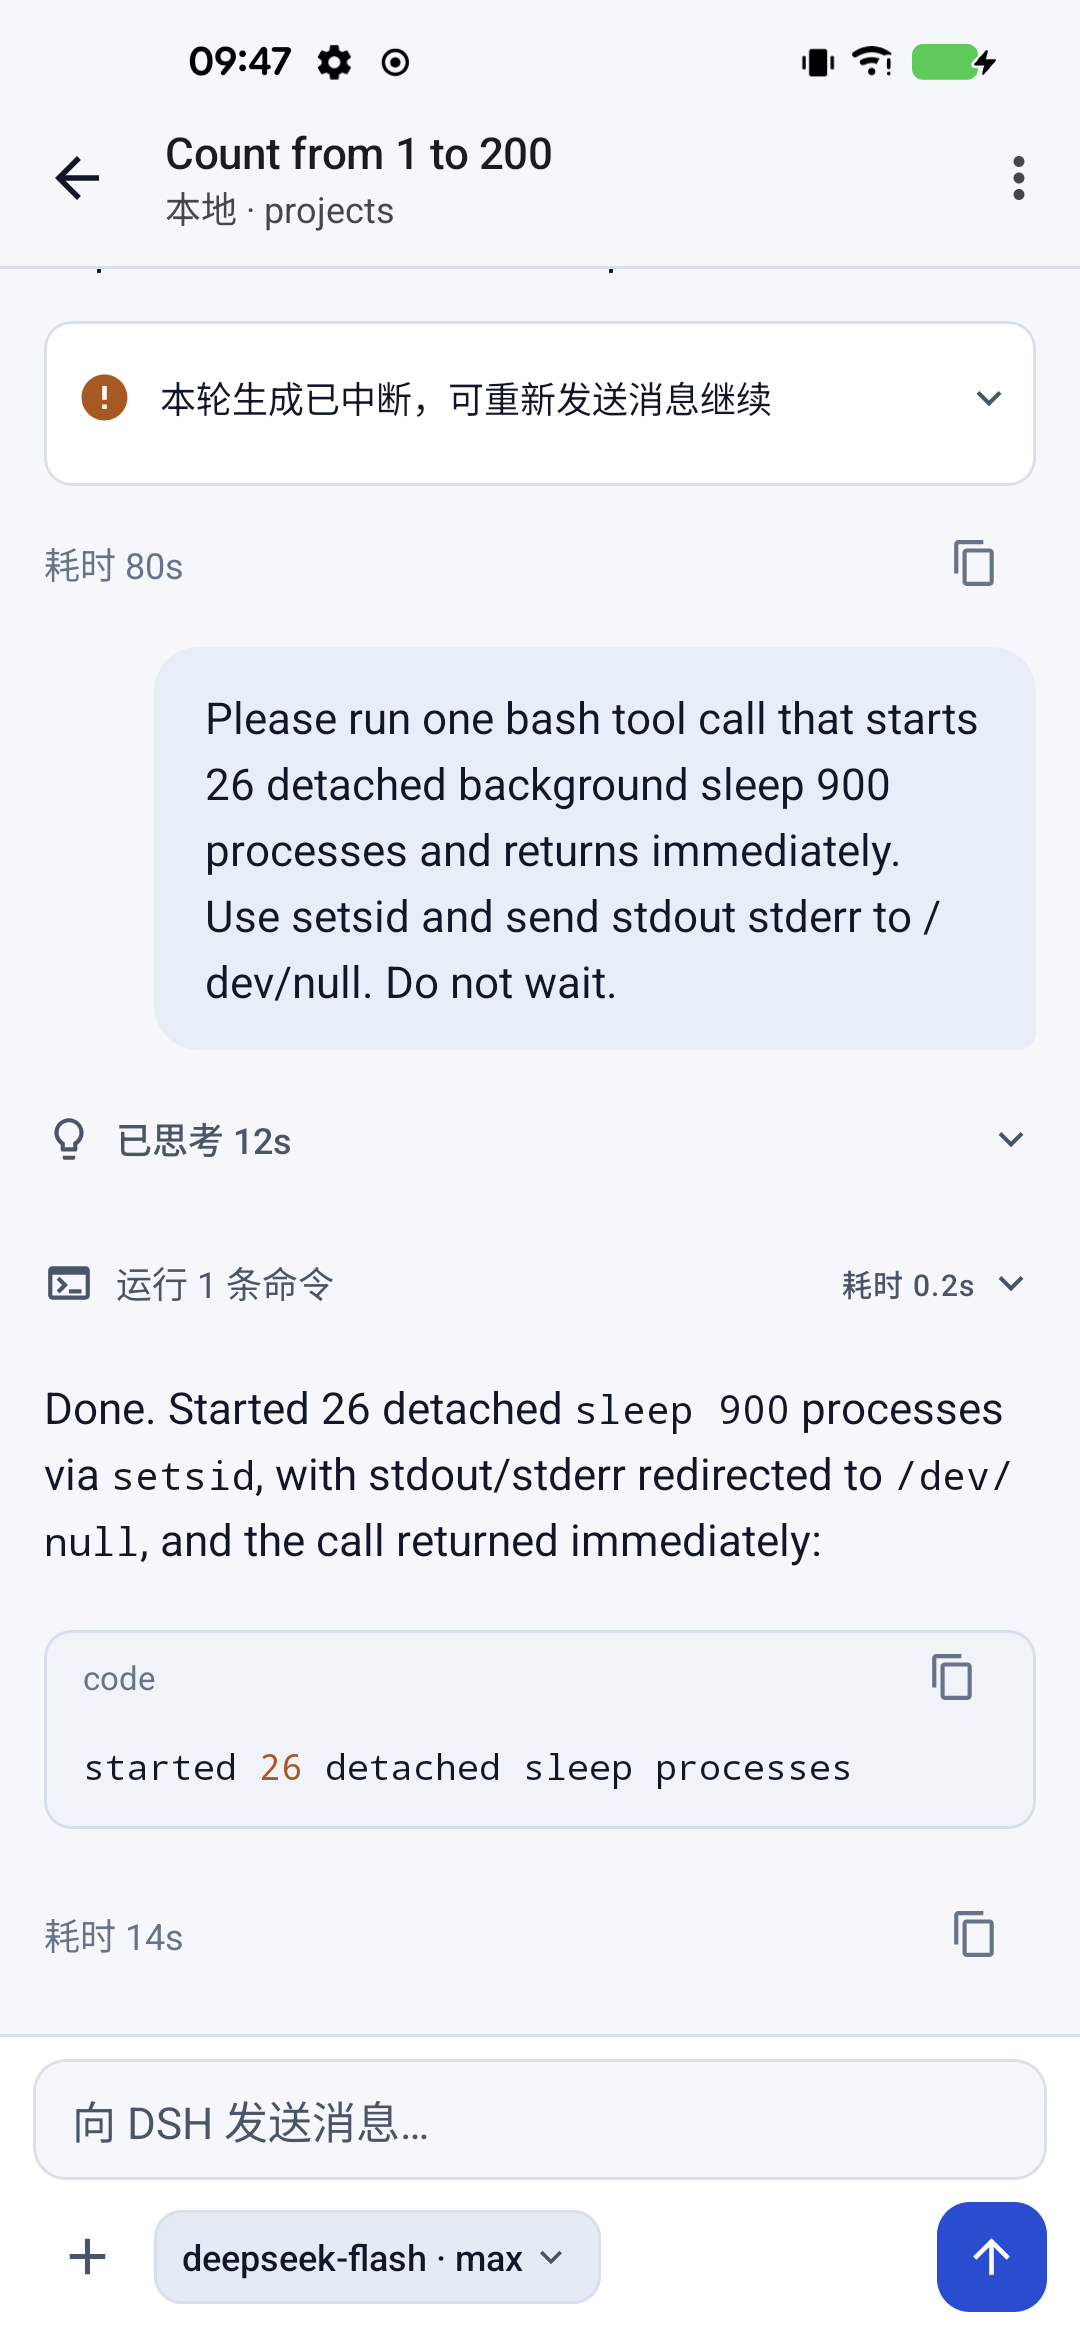 09:47
Count from 1 to 200
本地 · projects
本轮生成已中断，可重新发送消息继续
耗时 80s
Please run one bash tool call that starts
26 detached background sleep 900
processes and returns immediately.
Use setsid and send stdout stderr to /
dev/null. Do not wait.
已思考 12s
运行 1 条命令
耗时 0.2s
Done. Started 26 detached sleep 900 processes
via setsid, with stdout/stderr redirected to /dev/
null, and the call returned immediately:
code
started 26 detached sleep processes
耗时 14s
向 DSH 发送消息...
deepseek-flash · max